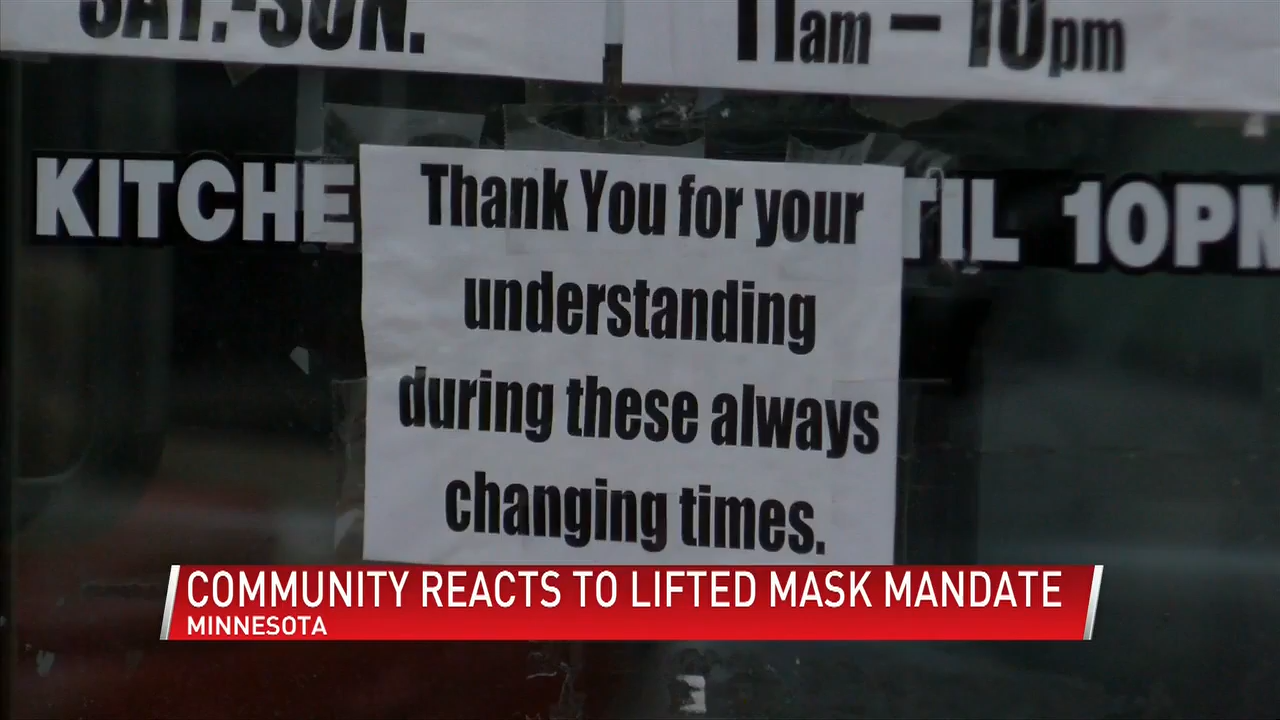 SAT.-SUN. 11am – 10pm
KITCHE TIL 10PM
Thank You for your
understanding
during these always
changing times.
COMMUNITY REACTS TO LIFTED MASK MANDATE
MINNESOTA